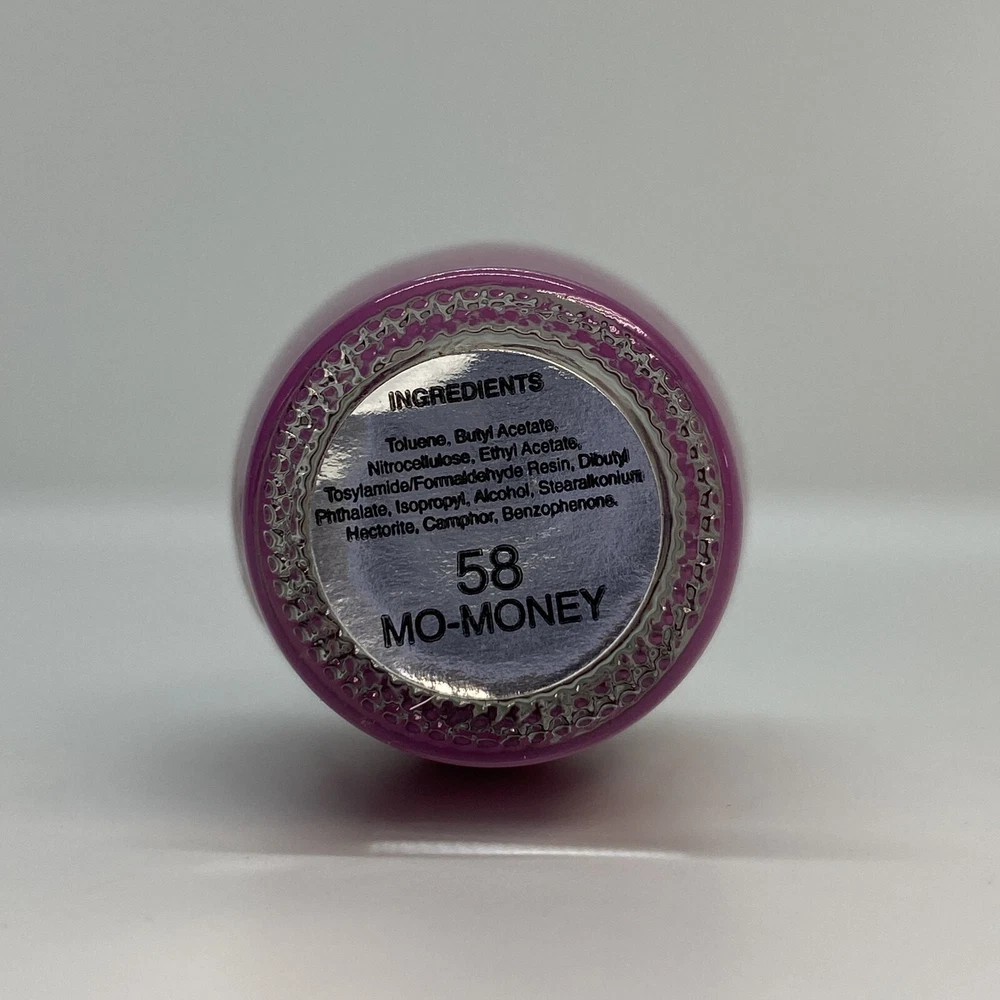 INGREDIENTS
Toluene, Butyl Acetate,
Nitrocellulose, Ethyl Acetate,
Tosylamide/Formaldehyde Resin, Dibutyl
Phthalate, Isopropyl, Alcohol, Stearalkonium
Hectorite, Camphor, Benzophenone.
58
MO-MONEY